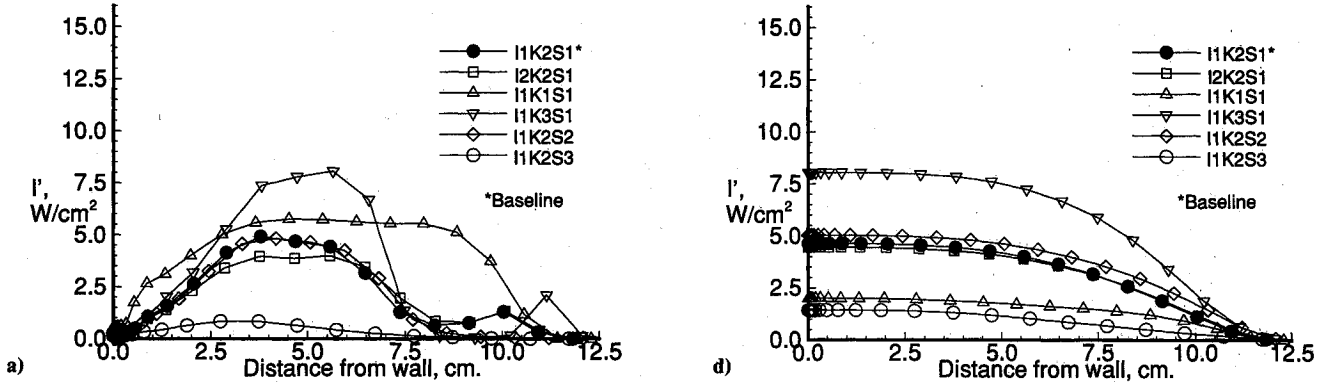 15.0
12.5
10.0
7.5
5.0
2.5
0.0
I',
W/cm²
I1K2S1*
I2K2S1
I1K1S1
I1K3S1
I1K2S2
I1K2S3
*Baseline
0.0 2.5 5.0 7.5 10.0 12.5
Distance from wall, cm.
a)
15.0
12.5
10.0
7.5
5.0
2.5
0.0
I',
W/cm²
I1K2S1*
I2K2S1
I1K1S1
I1K3S1
I1K2S2
I1K2S3
*Baseline
0.0 2.5 5.0 7.5 10.0 12.5
Distance from wall, cm.
d)